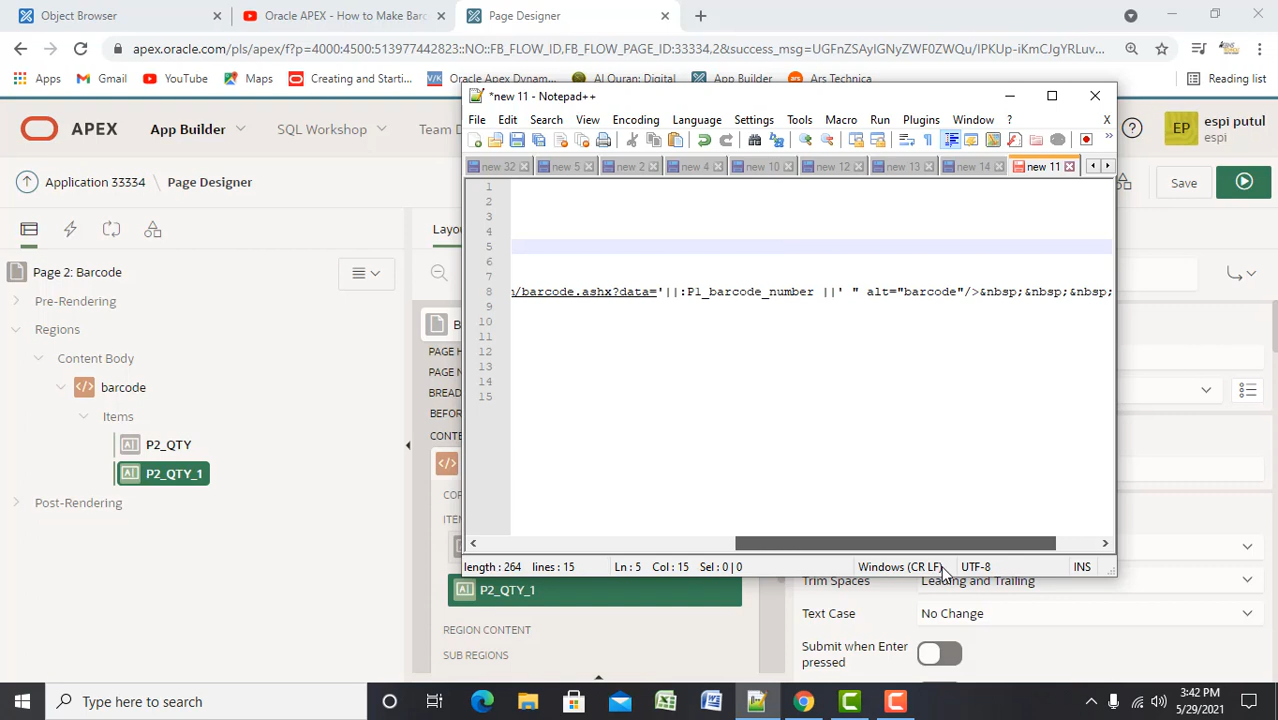 Object Browser
Oracle APEX - How to Make Barc
Page Designer
apex.oracle.com/pls/apex/f?p=4000:4500:513977442823::NO::FB_FLOW_ID,FB_FLOW_PAGE_ID:33334,2&success_msg=UGFnZSAyIGNyZWF0ZWQu/IPKUp-iKmCJgYRLuv...
Apps
Gmail
YouTube
Maps
Creating and Starti...
Oracle Apex Dynam...
Al Quran: Digital
App Builder
Ars Technica
Reading list
*new 11 - Notepad++
File Edit Search View Encoding Language Settings Tools Macro Run Plugins Window ? X
new 32 new 5 new 2 new 4 new 10 new 12 new 13 new 14 new 11
APEX App Builder SQL Workshop Team D
EP espi putul
espi
Application 33334 \ Page Designer
Save
Layou
Page 2: Barcode
Pre-Rendering
Regions
Content Body
barcode
Items
P2_QTY
P2_QTY_1
Post-Rendering
B
PAGE H
PAGE N
BREAD
BEFOR
CONTE
COP
ITEM
1
2
3
4
5
6
7
8 /barcode.ashx?data='||:P1_barcode_number ||' " alt="barcode"/>&nbsp;&nbsp;&nbsp;
9
10
11
12
13
14
15
length : 264 lines : 15 Ln : 5 Col : 15 Sel : 0 | 0 Windows (CR LF) UTF-8 INS
P2_QTY_1
REGION CONTENT
SUB REGIONS
Trim Spaces Leading and Trailing
Text Case No Change
Submit when Enter
pressed
Type here to search
3:42 PM
5/29/2021